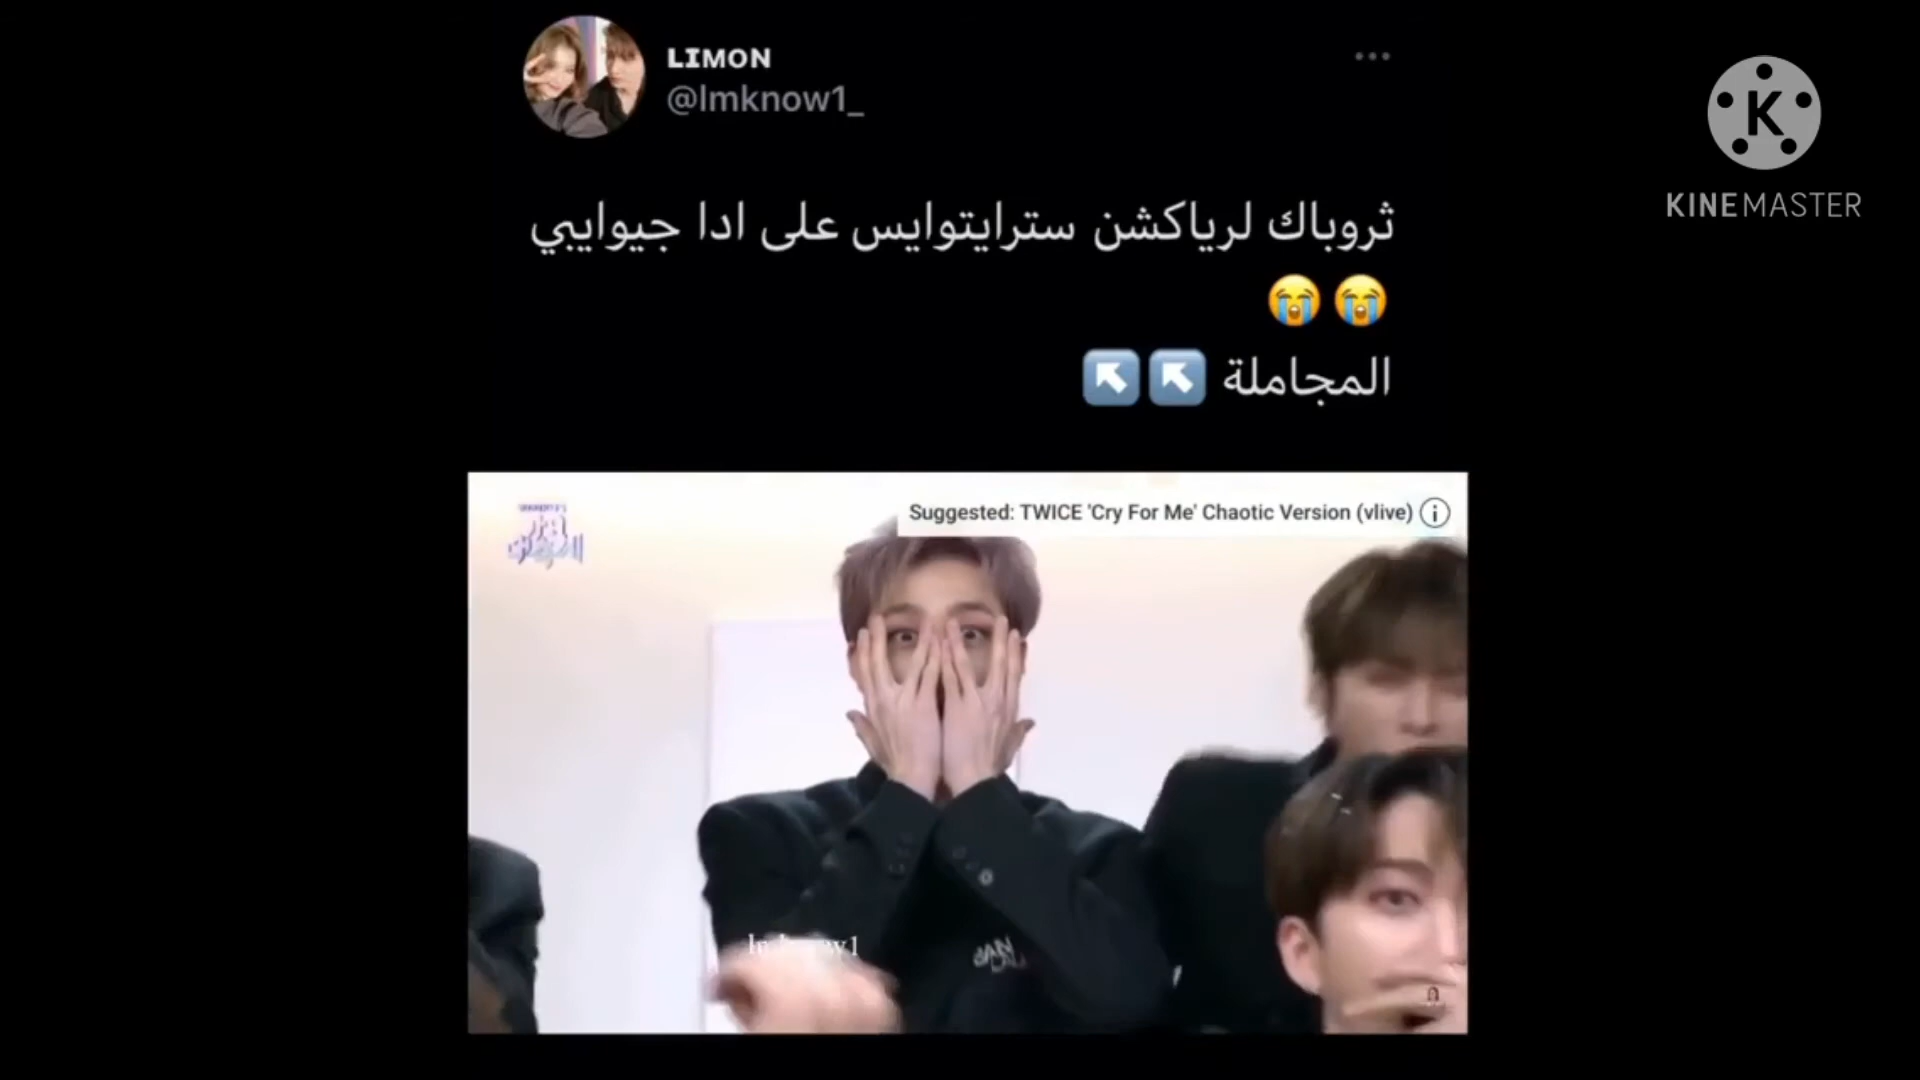 LIMON
@lmknow1_
KINEMASTER
ثروباك لرياكشن سترايتوايس على ادا جيوايبي
😭😭
المجاملة ↖️↖️
Suggested: TWICE 'Cry For Me' Chaotic Version (vlive)